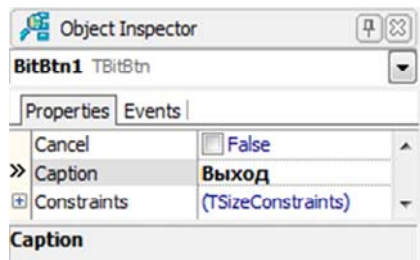 Object Inspector
BitBtn1 TBitBtn
Properties Events
Cancel False
» Caption Выход
Constraints (TSizeConstraints)
Caption